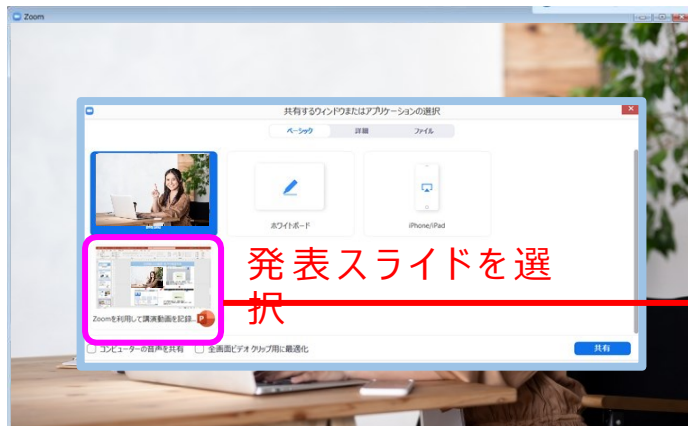 Zoom
共有するウィンドウまたはアプリケーションの選択
ベーシック 詳細 ファイル
ホワイトボード iPhone/iPad
発表スライドを選
択
Zoomを利用して講演動画を記録...
コンピューターの音声を共有 全画面ビデオ クリップ用に最適化 共有